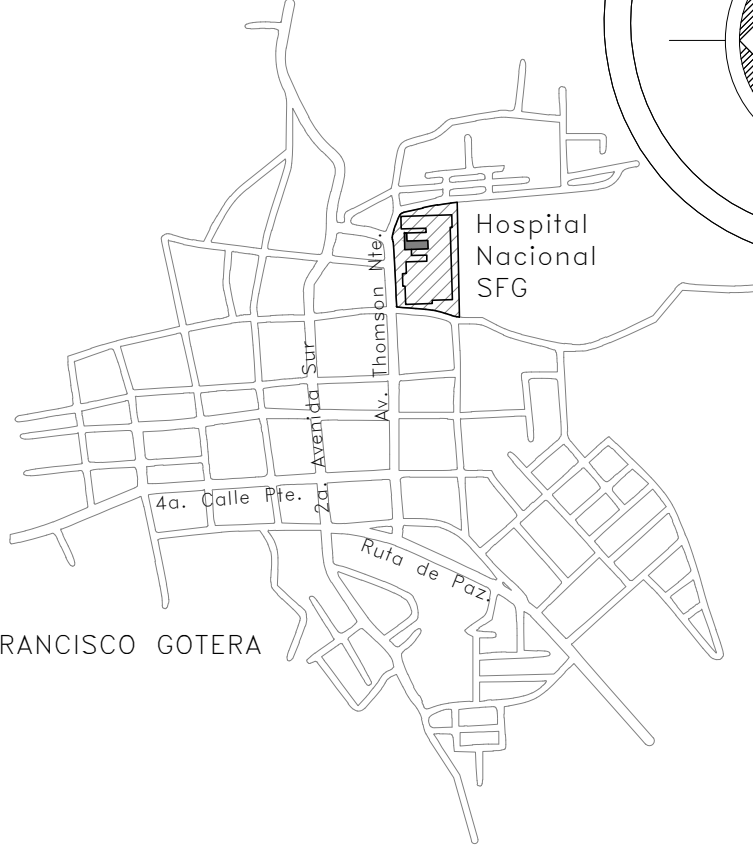 Hospital
Nacional
SFG
Av. Thomson Nte.
2a. Avenida Sur
4a. Calle Pte.
Ruta de Paz.
RANCISCO GOTERA